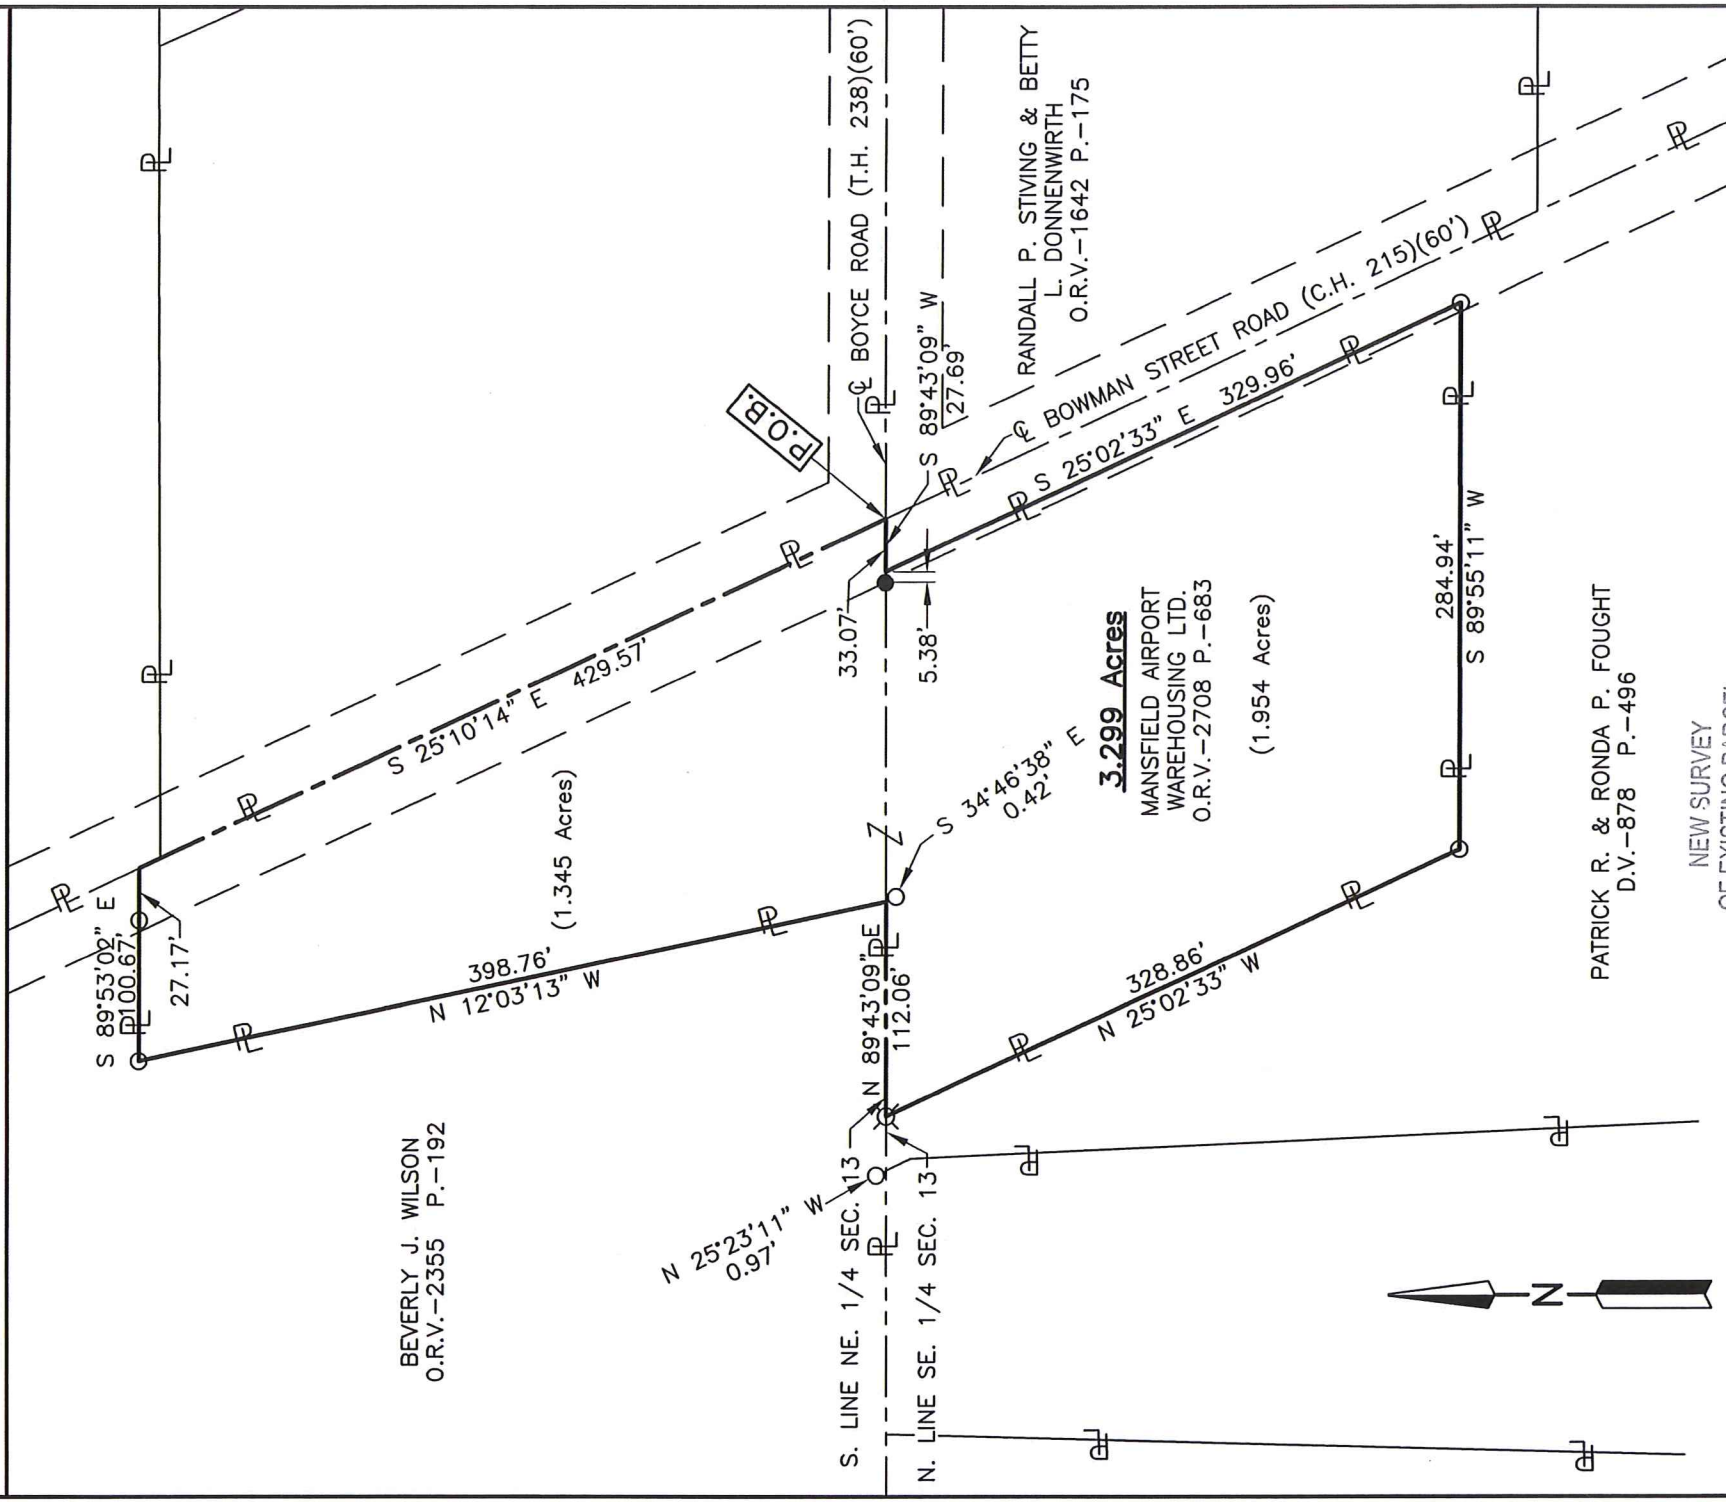 S 89°53'02" E
100.67'
27.17'
S 25°10'14" E 429.57'
(1.345 Acres)
398.76'
N 12°03'13" W
BEVERLY J. WILSON
O.R.V.-2355 P.-192
P.O.B.
℄ BOYCE ROAD (T.H. 238)(60')
33.07'
5.38'
S 89°43'09" W
27.69'
RANDALL P. STIVING & BETTY
L. DONNENWIRTH
O.R.V.-1642 P.-175
℄ BOWMAN STREET ROAD (C.H. 215)(60')
S 25°02'33" E 329.96'
S 34°46'38" E
0.42'
3.299 Acres
MANSFIELD AIRPORT
WAREHOUSING LTD.
O.R.V.-2708 P.-683
(1.954 Acres)
N 89°43'09" E
112.06'
N 25°23'11" W
0.97'
S. LINE NE. 1/4 SEC. 13
N. LINE SE. 1/4 SEC. 13
328.86'
N 25°02'33" W
284.94'
S 89°55'11" W
PATRICK R. & RONDA P. FOUGHT
D.V.-878 P.-496
N
NEW SURVEY